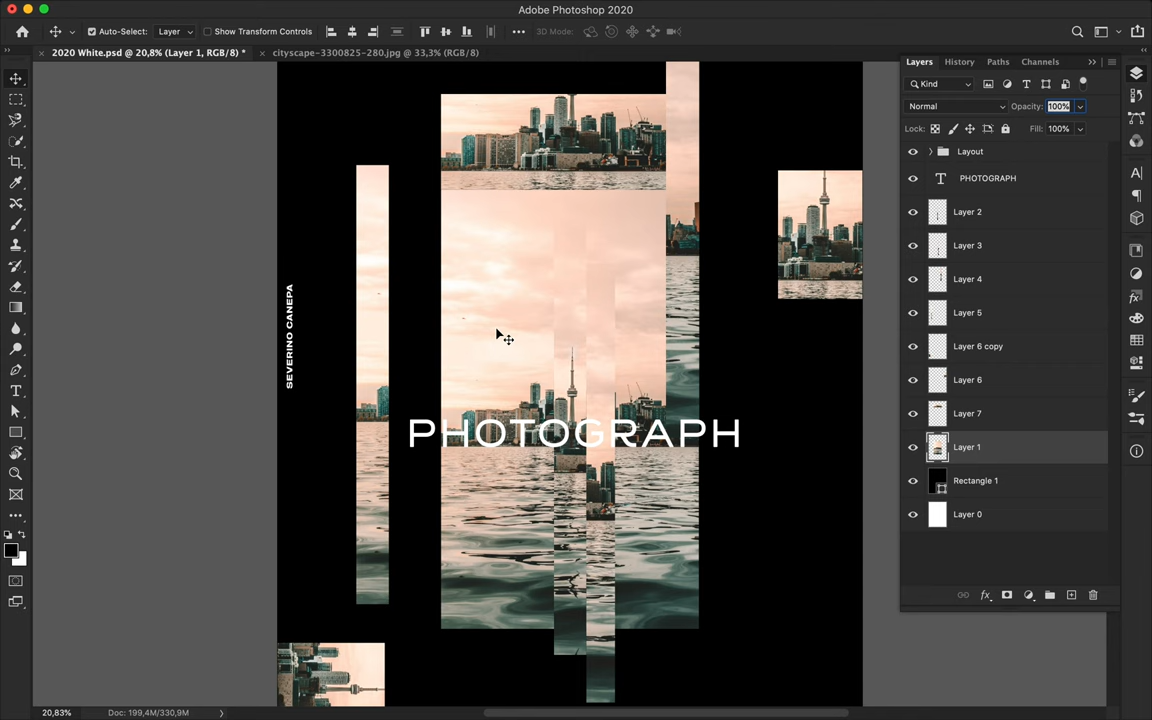 Adobe Photoshop 2020
Auto-Select:
Layer
Show Transform Controls
3D Mode:
2020 White.psd @ 20,8% (Layer 1, RGB/8) *
cityscape-3300825-280.jpg @ 33,3% (RGB/8)
Layers
History
Paths
Channels
Kind
Normal
Opacity:
100%
Lock:
Fill:
100%
Layout
PHOTOGRAPH
Layer 2
Layer 3
Layer 4
Layer 5
Layer 6 copy
Layer 6
Layer 7
Layer 1
Rectangle 1
Layer 0
SEVERINO CANEPA
PHOTOGRAPH
20,83%
Doc: 199,4M/330,9M